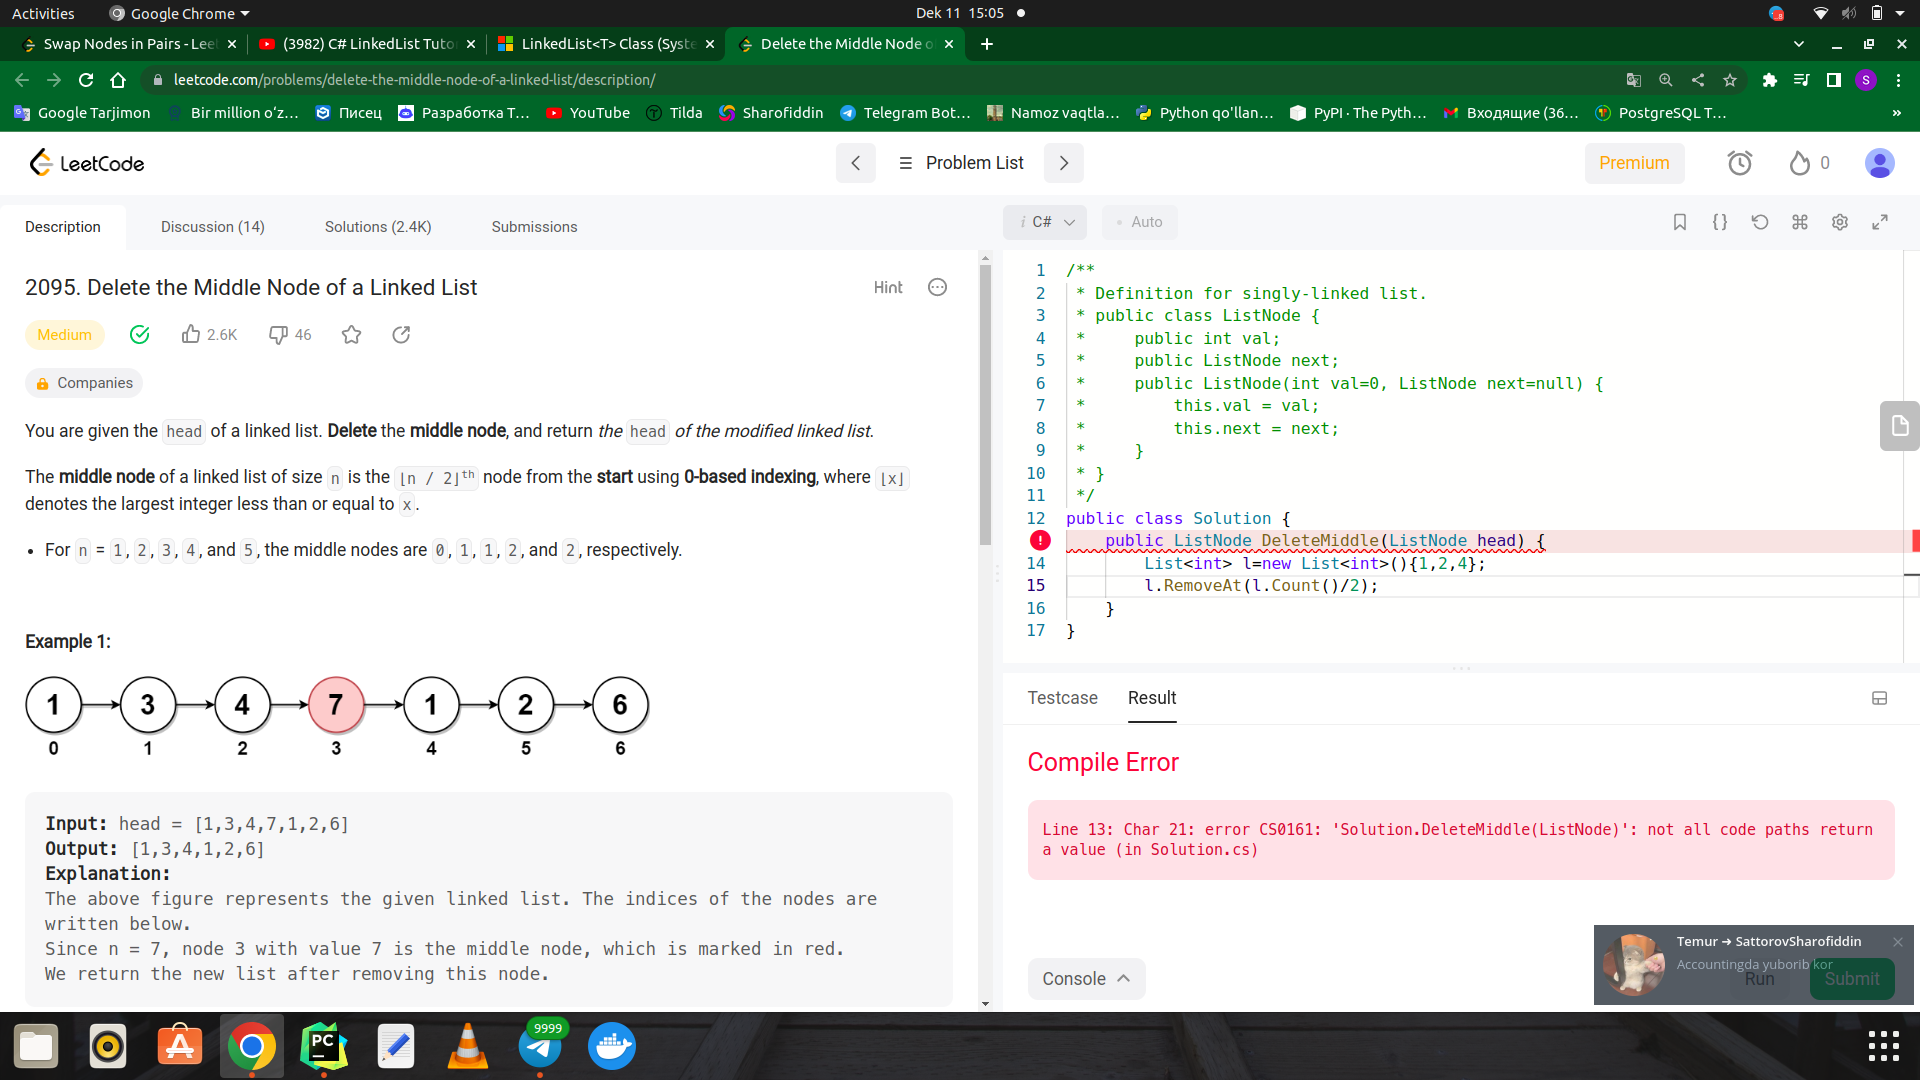 Activities
Google Chrome
Dek 11 15:05
Swap Nodes in Pairs - Lee
(3982) C# LinkedList Tuto
LinkedList<T> Class (Syste
Delete the Middle Node o
leetcode.com/problems/delete-the-middle-node-of-a-linked-list/description/
S
Google Tarjimon
Bir million o‘z...
Писец
Разработка Т...
YouTube
Tilda
Sharofiddin
Telegram Bot...
Namoz vaqtla...
Python qo'llan...
PyPI · The Pyth...
Входящие (36...
PostgreSQL T...
»
LeetCode
Problem List
Premium
0
Description
Discussion (14)
Solutions (2.4K)
Submissions
i C#
• Auto
2095. Delete the Middle Node of a Linked List
Hint
Medium
2.6K
46
Companies
You are given the head of a linked list. Delete the middle node, and return the head of the modified linked list.
The middle node of a linked list of size n is the ⌊n / 2⌋th node from the start using 0-based indexing, where ⌊x⌋
denotes the largest integer less than or equal to x.
• For n = 1, 2, 3, 4, and 5, the middle nodes are 0, 1, 1, 2, and 2, respectively.
Example 1:
1 3 4 7 1 2 6
0 1 2 3 4 5 6
Input: head = [1,3,4,7,1,2,6]
Output: [1,3,4,1,2,6]
Explanation:
The above figure represents the given linked list. The indices of the nodes are
written below.
Since n = 7, node 3 with value 7 is the middle node, which is marked in red.
We return the new list after removing this node.
1 /**
2 * Definition for singly-linked list.
3 * public class ListNode {
4 *     public int val;
5 *     public ListNode next;
6 *     public ListNode(int val=0, ListNode next=null) {
7 *         this.val = val;
8 *         this.next = next;
9 *     }
10 * }
11 */
12 public class Solution {
! public ListNode DeleteMiddle(ListNode head) {
14 List<int> l=new List<int>(){1,2,4};
15 l.RemoveAt(l.Count()/2);
16 }
17 }
Testcase
Result
Compile Error
Line 13: Char 21: error CS0161: 'Solution.DeleteMiddle(ListNode)': not all code paths return
a value (in Solution.cs)
Console
Temur ➜ SattorovSharofiddin
Accountingda yuborib kor
Run
Submit
PC
9999